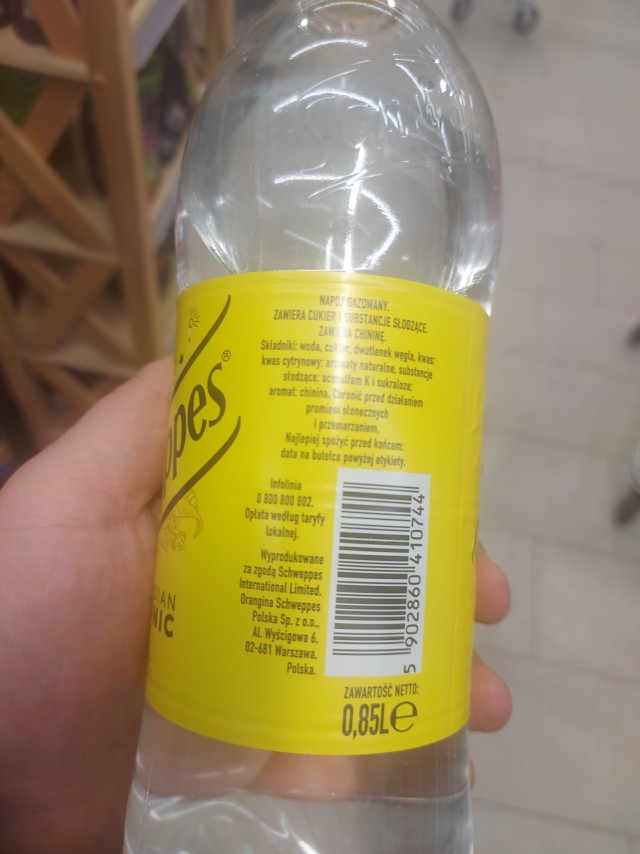 NAPÓJ GAZOWANY.
ZAWIERA CUKIER I SUBSTANCJE SŁODZĄCE.
ZAWIERA CHININĘ.
Składniki: woda, cukier, dwutlenek węgla, kwas:
kwas cytrynowy; aromaty naturalne, substancje
słodzące: acesulfam K i sukraloza;
aromat: chinina. Chronić przed działaniem
promieni słonecznych
i przemarzaniem.
Najlepiej spożyć przed końcem:
data na butelce powyżej etykiety.
ppes®
Infolinia
0 800 800 802.
Opłata według taryfy
lokalnej.
Wyprodukowane
za zgodą Schweppes
International Limited.
Orangina Schweppes
Polska Sp. z o.o.,
Al. Wyścigowa 6,
02-681 Warszawa,
Polska.
DIAN
NIC
5 902860 410744
ZAWARTOŚĆ NETTO:
0,85L e